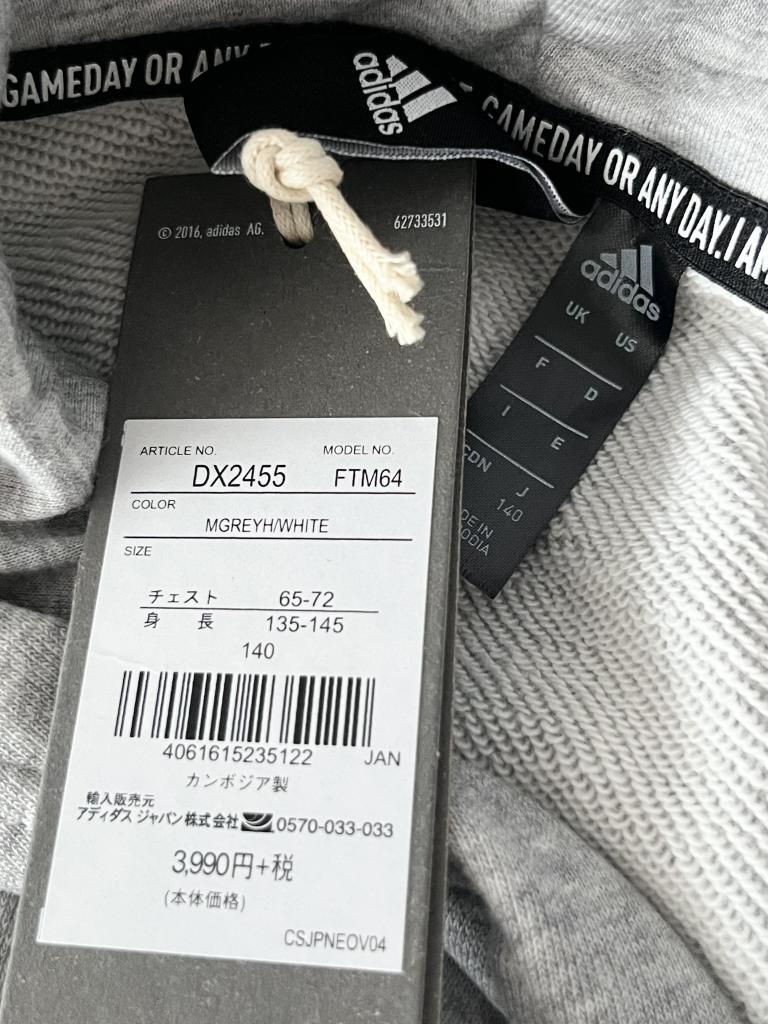 GAMEDAY OR ANY
adidas
GAMEDAY OR ANY DAY. I AM
© 2016, adidas AG.
62733531
adidas
UK US
F D
I E
CDN J
140
DE IN
ODIA
ARTICLE NO. MODEL NO.
DX2455 FTM64
COLOR
MGREYH/WHITE
SIZE
チェスト 65-72
身 長 135-145
140
4061615235122 JAN
カンボジア製
輸入販売元
アディダス ジャパン株式会社 0570-033-033
3,990円+税
(本体価格)
CSJPNEOV04